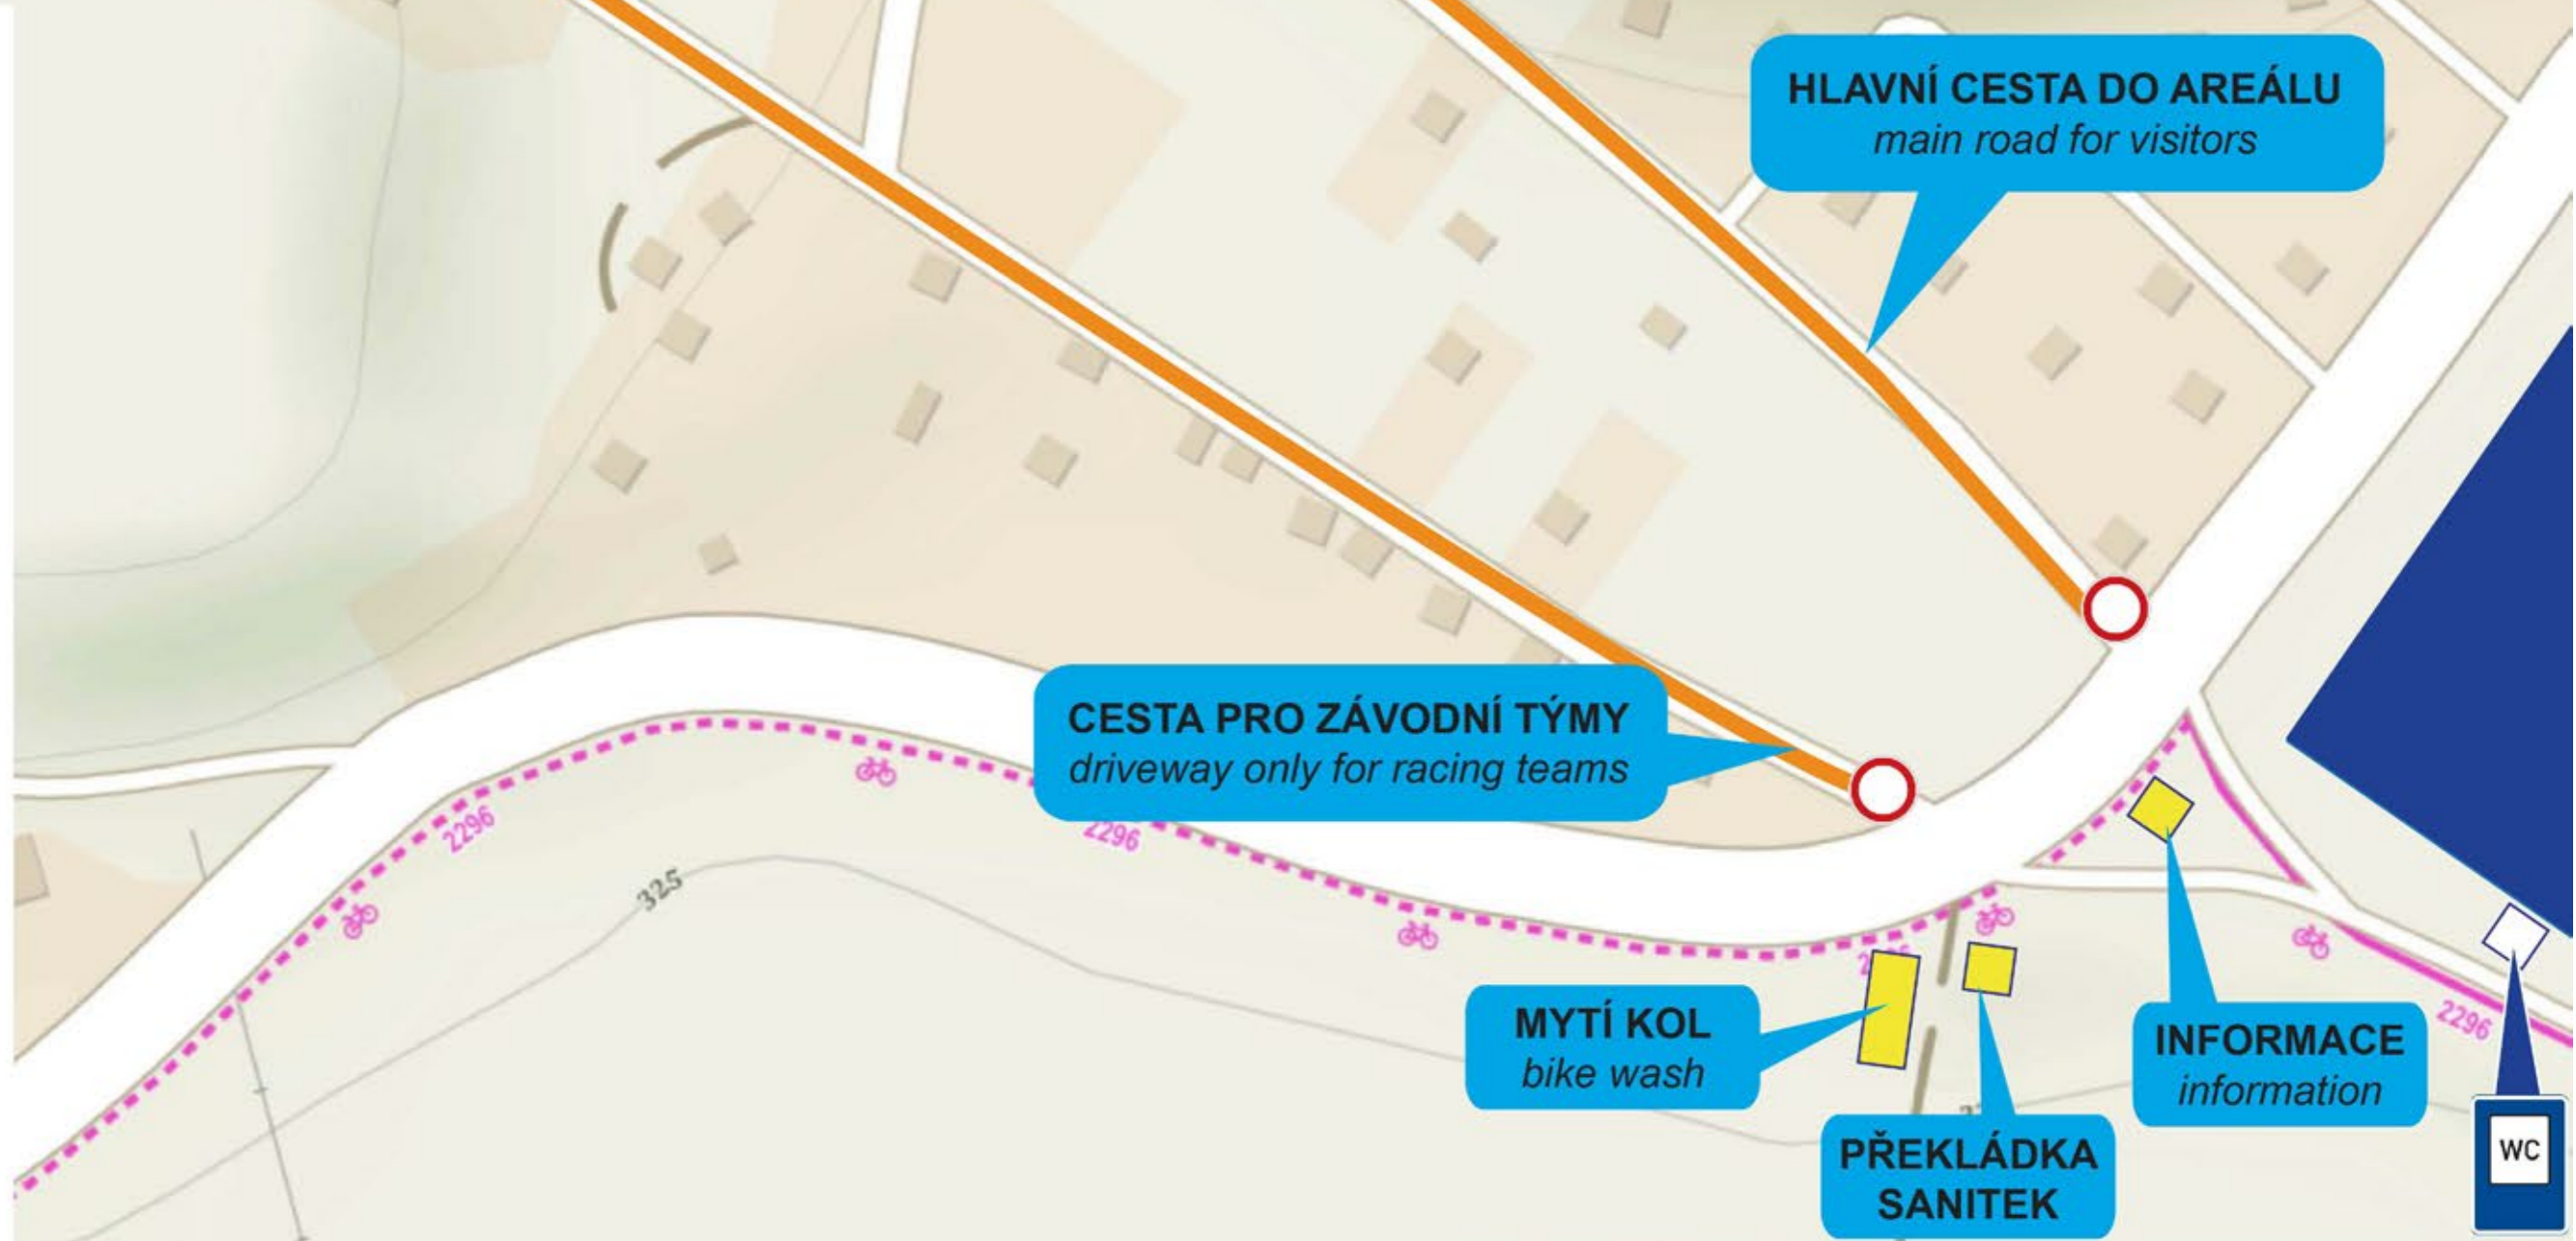 HLAVNÍ CESTA DO AREÁLU
main road for visitors
CESTA PRO ZÁVODNÍ TÝMY
driveway only for racing teams
2296
2296
325
MYTÍ KOL
bike wash
PŘEKLÁDKA
SANITEK
INFORMACE
information
2296
WC